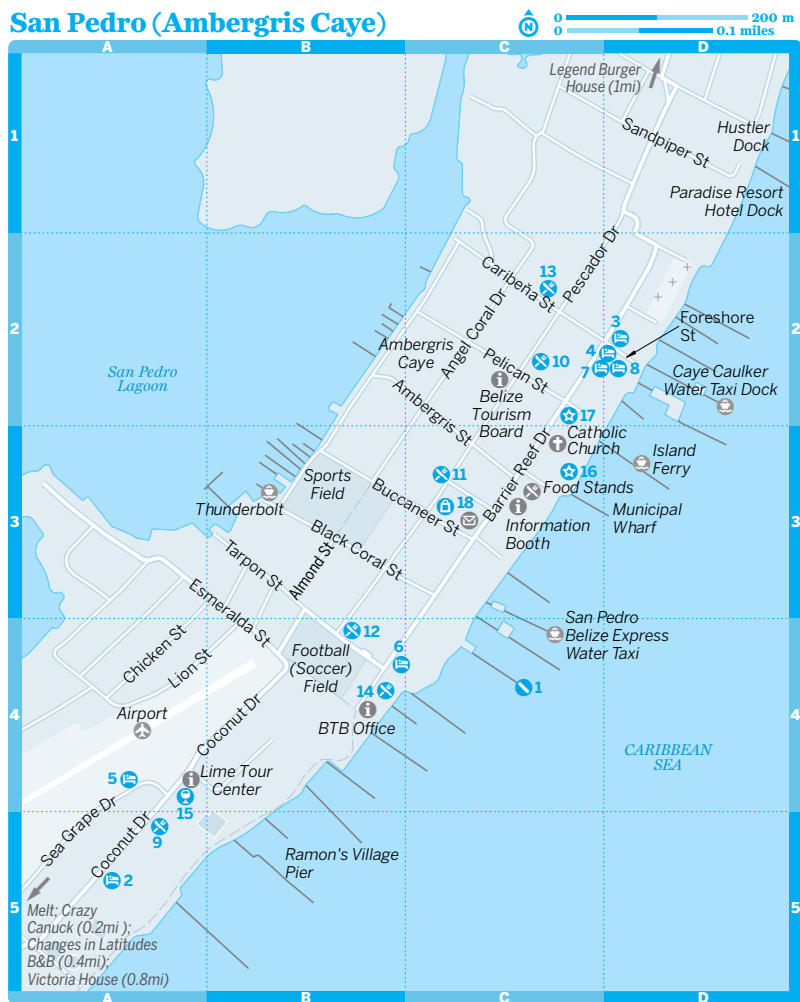 San Pedro (Ambergris Caye)
N
0 200 m
0 0.1 miles
A B C D
Legend Burger
House (1mi)
1
1
Sandpiper St
Hustler
Dock
Paradise Resort
Hotel Dock
Pescador Dr
13
Caribeňa St
Angel Coral Dr
2
2
3
Foreshore
St
4
7
8
Ambergris
Caye
San Pedro
Lagoon
Pelican St
10
Caye Caulker
Water Taxi Dock
Belize
Tourism
Board
Ambergris St
17
Catholic
Church
Barrier Reef Dr
Island
Ferry
16
11
Sports
Field
Food Stands
Buccaneer St
18
Thunderbolt
Municipal
Wharf
Information
Booth
3
3
Black Coral St
Tarpon St
Almond St
Esmeralda St
12
San Pedro
Belize Express
Water Taxi
Chicken St
Lion St
Football
(Soccer)
Field
6
14
1
Airport
4
4
BTB Office
Coconut Dr
CARIBBEAN
SEA
5
Lime Tour
Center
15
Sea Grape Dr
Coconut Dr
9
Ramon's Village
Pier
2
5
5
Melt; Crazy
Canuck (0.2mi );
Changes in Latitudes
B&B (0.4mi);
Victoria House (0.8mi)
A B C D